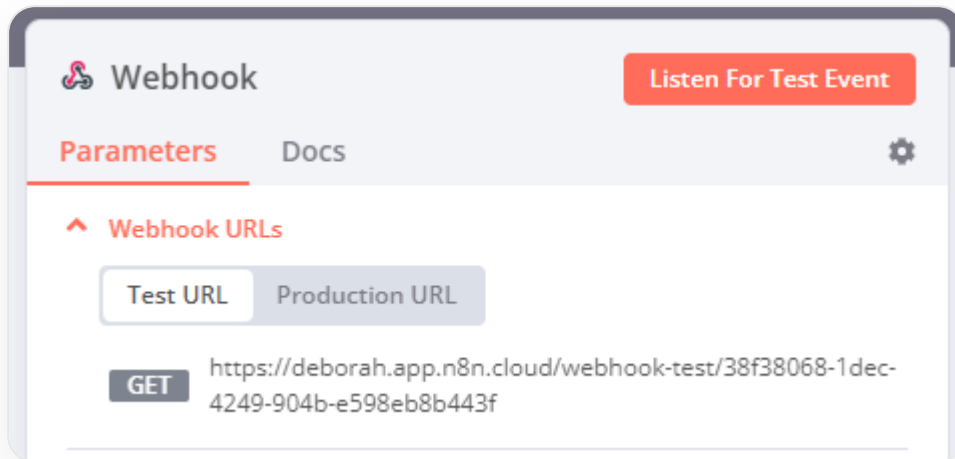 Webhook
Listen For Test Event
Parameters
Docs
Webhook URLs
Test URL
Production URL
GET
https://deborah.app.n8n.cloud/webhook-test/38f38068-1dec-
4249-904b-e598eb8b443f